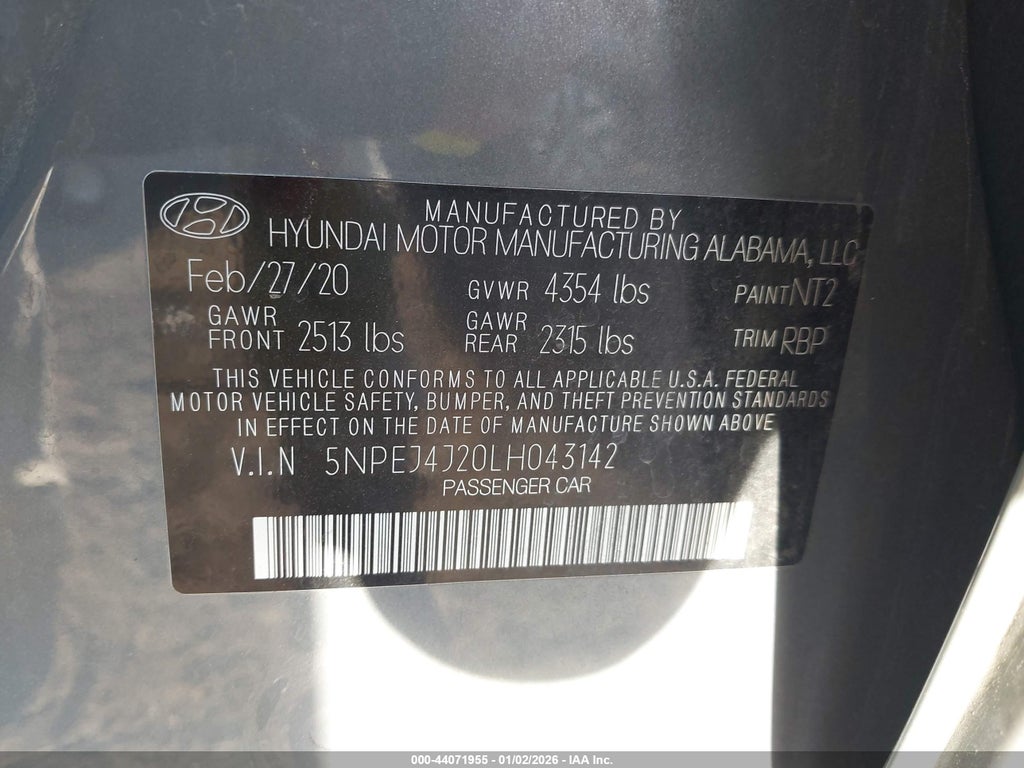 MANUFACTURED BY
HYUNDAI MOTOR MANUFACTURING ALABAMA, LLC
Feb/27/20 GVWR 4354 lbs PAINT NT2
GAWR FRONT 2513 lbs GAWR REAR 2315 lbs TRIM RBP
THIS VEHICLE CONFORMS TO ALL APPLICABLE U.S.A. FEDERAL
MOTOR VEHICLE SAFETY, BUMPER, AND THEFT PREVENTION STANDARDS
IN EFFECT ON THE DATE OF MANUFACTURE SHOWN ABOVE
V.I.N 5NPEJ4J20LH043142
PASSENGER CAR
000-44071955 - 01/02/2026 - IAA Inc.